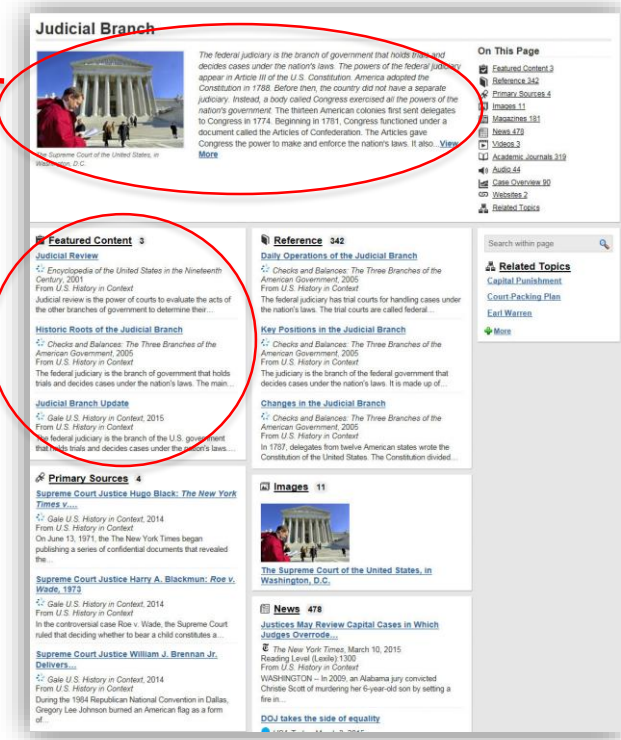 Judicial Branch
The federal judiciary is the branch of government that holds trials and
decides cases under the nation's laws. The powers of the federal judiciary
appear in Article III of the U.S. Constitution. America adopted the
Constitution in 1788. Before then, the country did not have a separate
judiciary. Instead, a body called Congress exercised all the powers of the
nation's government. The thirteen American colonies first sent delegates
to Congress in 1774. Beginning in 1781, Congress functioned under a
document called the Articles of Confederation. The Articles gave
Congress the power to make and enforce the nation's laws. It also...View
More
The Supreme Court of the United States, in
Washington, D.C.
On This Page
Featured Content 3
Reference 342
Primary Sources 4
Images 11
Magazines 181
News 478
Videos 3
Academic Journals 319
Audio 44
Case Overview 90
Websites 2
Related Topics
Featured Content 3
Judicial Review
Encyclopedia of the United States in the Nineteenth
Century, 2001
From U.S. History in Context
Judicial review is the power of courts to evaluate the acts of
the other branches of government to determine their...
Historic Roots of the Judicial Branch
Checks and Balances: The Three Branches of the
American Government, 2005
From U.S. History in Context
The federal judiciary is the branch of government that holds
trials and decides cases under the nation's laws. The main...
Judicial Branch Update
Gale U.S. History in Context, 2015
From U.S. History in Context
The federal judiciary is the branch of the U.S. government
that holds trials and decides cases under the nation's laws....
Primary Sources 4
Supreme Court Justice Hugo Black: The New York
Times v....
Gale U.S. History in Context, 2014
From U.S. History in Context
On June 13, 1971, the The New York Times began
publishing a series of confidential documents that revealed
the...
Supreme Court Justice Harry A. Blackmun: Roe v.
Wade, 1973
Gale U.S. History in Context, 2014
From U.S. History in Context
In the controversial case Roe v. Wade, the Supreme Court
ruled that deciding whether to bear a child constitutes a...
Supreme Court Justice William J. Brennan Jr.
Delivers...
Gale U.S. History in Context, 2014
From U.S. History in Context
During the 1984 Republican National Convention in Dallas,
Gregory Lee Johnson burned an American flag as a form
of...
Reference 342
Daily Operations of the Judicial Branch
Checks and Balances: The Three Branches of the
American Government, 2005
From U.S. History in Context
The federal judiciary has trial courts for handling cases under
the nation's laws. The trial courts are called federal...
Key Positions in the Judicial Branch
Checks and Balances: The Three Branches of the
American Government, 2005
From U.S. History in Context
The judiciary is the branch of the federal government that
decides cases under the nation's laws. It is made up of...
Changes in the Judicial Branch
Checks and Balances: The Three Branches of the
American Government, 2005
From U.S. History in Context
In 1787, delegates from twelve American states wrote the
Constitution of the United States. The Constitution divided...
Images 11
The Supreme Court of the United States, in
Washington, D.C.
News 478
Justices May Review Capital Cases in Which
Judges Overrode...
The New York Times, March 10, 2015
Reading Level (Lexile) 1300
From U.S. History in Context
WASHINGTON -- In 2009, an Alabama jury convicted
Christie Scott of murdering her 6-year-old son by setting a
fire in...
DOJ takes the side of equality
Search within page
Related Topics
Capital Punishment
Court-Packing Plan
Earl Warren
More